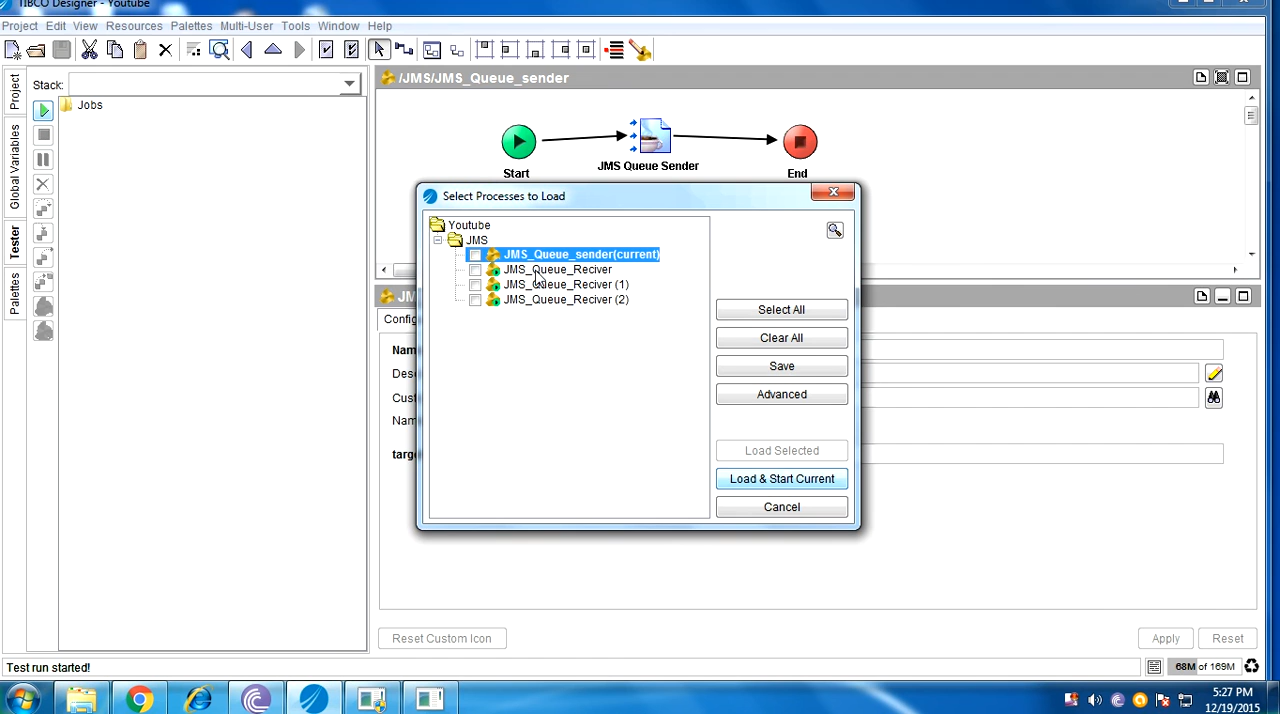 TIBCO Designer - Youtube
Project Edit View Resources Palettes Multi-User Tools Window Help
Project
Global Variables
Tester
Palettes
Stack:
Jobs
/JMS/JMS_Queue_sender
Start
JMS Queue Sender
End
Select Processes to Load
Youtube
JMS
JMS_Queue_sender(current)
JMS_Queue_Reciver
JMS_Queue_Reciver (1)
JMS_Queue_Reciver (2)
Select All
Clear All
Save
Advanced
Load Selected
Load & Start Current
Cancel
JM
Config
Nam
Desc
Cust
Nam
targe
Reset Custom Icon
Apply
Reset
Test run started!
68M of 169M
5:27 PM
12/19/2015